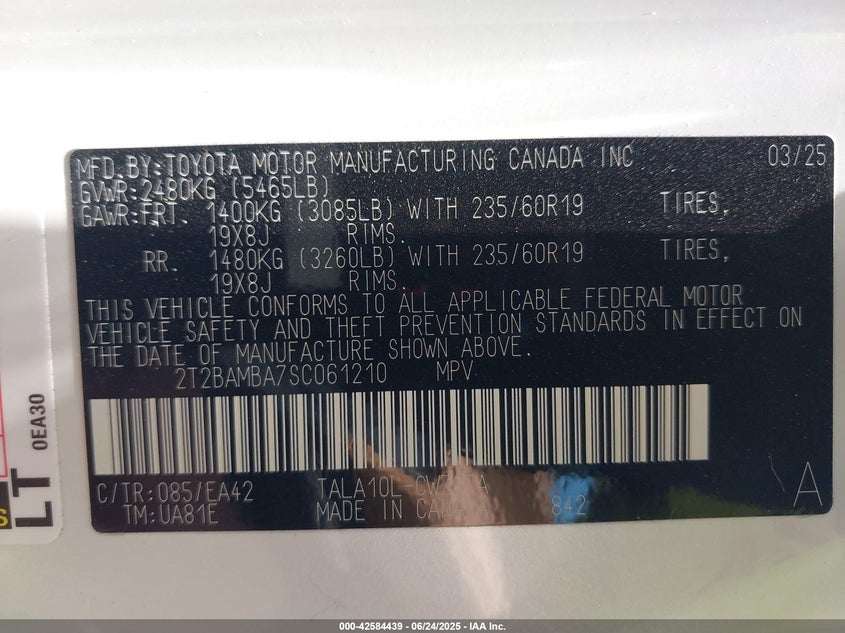 MFD.BY:TOYOTA MOTOR MANUFACTURING CANADA INC 03/25
GVWR:2480KG (5465LB)
GAWR:FRT. 1400KG (3085LB) WITH 235/60R19 TIRES,
19X8J RIMS.
RR. 1480KG (3260LB) WITH 235/60R19 TIRES,
19X8J RIMS.
THIS VEHICLE CONFORMS TO ALL APPLICABLE FEDERAL MOTOR
VEHICLE SAFETY AND THEFT PREVENTION STANDARDS IN EFFECT ON
THE DATE OF MANUFACTURE SHOWN ABOVE.
2T2BAMBA7SC061210 MPV
C/TR:085/EA42 A
TM:UA81E MADE IN 842
LT
0EA30
000-42584439 - 06/24/2025 - IAA Inc.